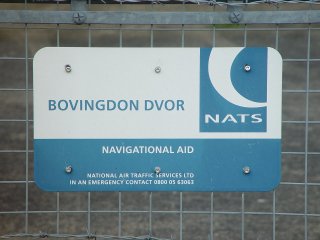 BOVINGDON DVOR
NATS
NAVIGATIONAL AID
NATIONAL AIR TRAFFIC SERVICES LTD
IN AN EMERGENCY CONTACT 0800 05 63063